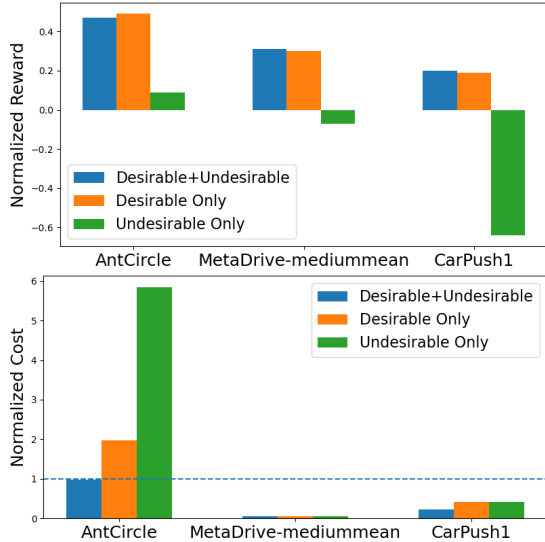 Normalized Reward
0.4
0.2
0.0
−0.2
−0.4
−0.6
Desirable+Undesirable
Desirable Only
Undesirable Only
AntCircle MetaDrive-mediummean CarPush1
Normalized Cost
6
5
4
3
2
1
0
Desirable+Undesirable
Desirable Only
Undesirable Only
AntCircle MetaDrive-mediummean CarPush1